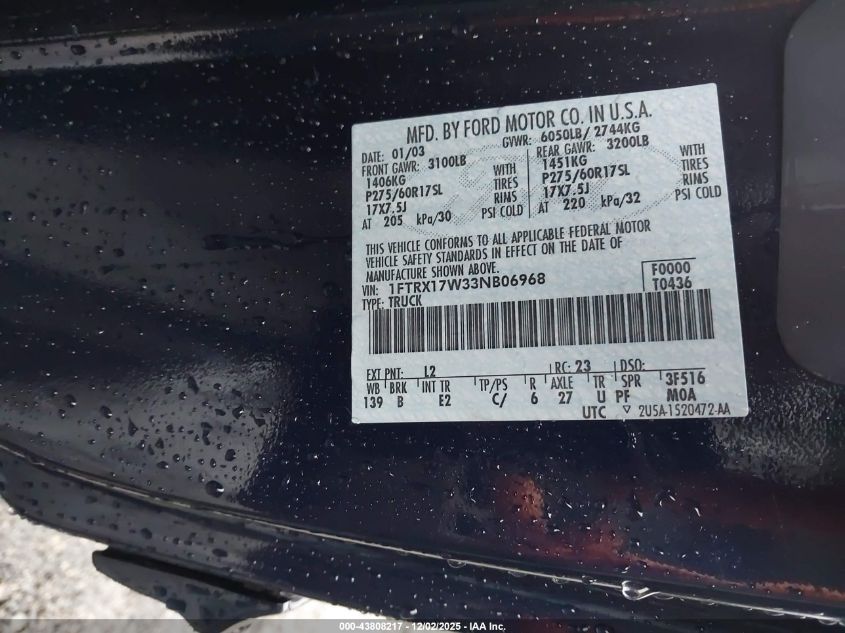 MFD. BY FORD MOTOR CO. IN U.S.A.
DATE: 01/03 GVWR: 6050LB/ 2744KG
FRONT GAWR: 3100LB REAR GAWR: 3200LB
1406KG WITH 1451KG WITH
P275/60R17SL TIRES P275/60R17SL TIRES
17X7.5J RIMS 17X7.5J RIMS
AT 205 kPa/30 PSI COLD AT 220 kPa/32 PSI COLD
THIS VEHICLE CONFORMS TO ALL APPLICABLE FEDERAL MOTOR
VEHICLE SAFETY STANDARDS IN EFFECT ON THE DATE OF
MANUFACTURE SHOWN ABOVE.
VIN: 1FTRX17W33NB06968 F0000
TYPE: TRUCK T0436
EXT PNT: L2 RC: 23 DSO:
WB BRK INT TR TP/PS R AXLE TR SPR 3F516
139 B E2 C/ 6 27 U PF M0A
UTC ▽ 2U5A-1520472-AA
000-43808217 - 12/02/2025 - IAA Inc.